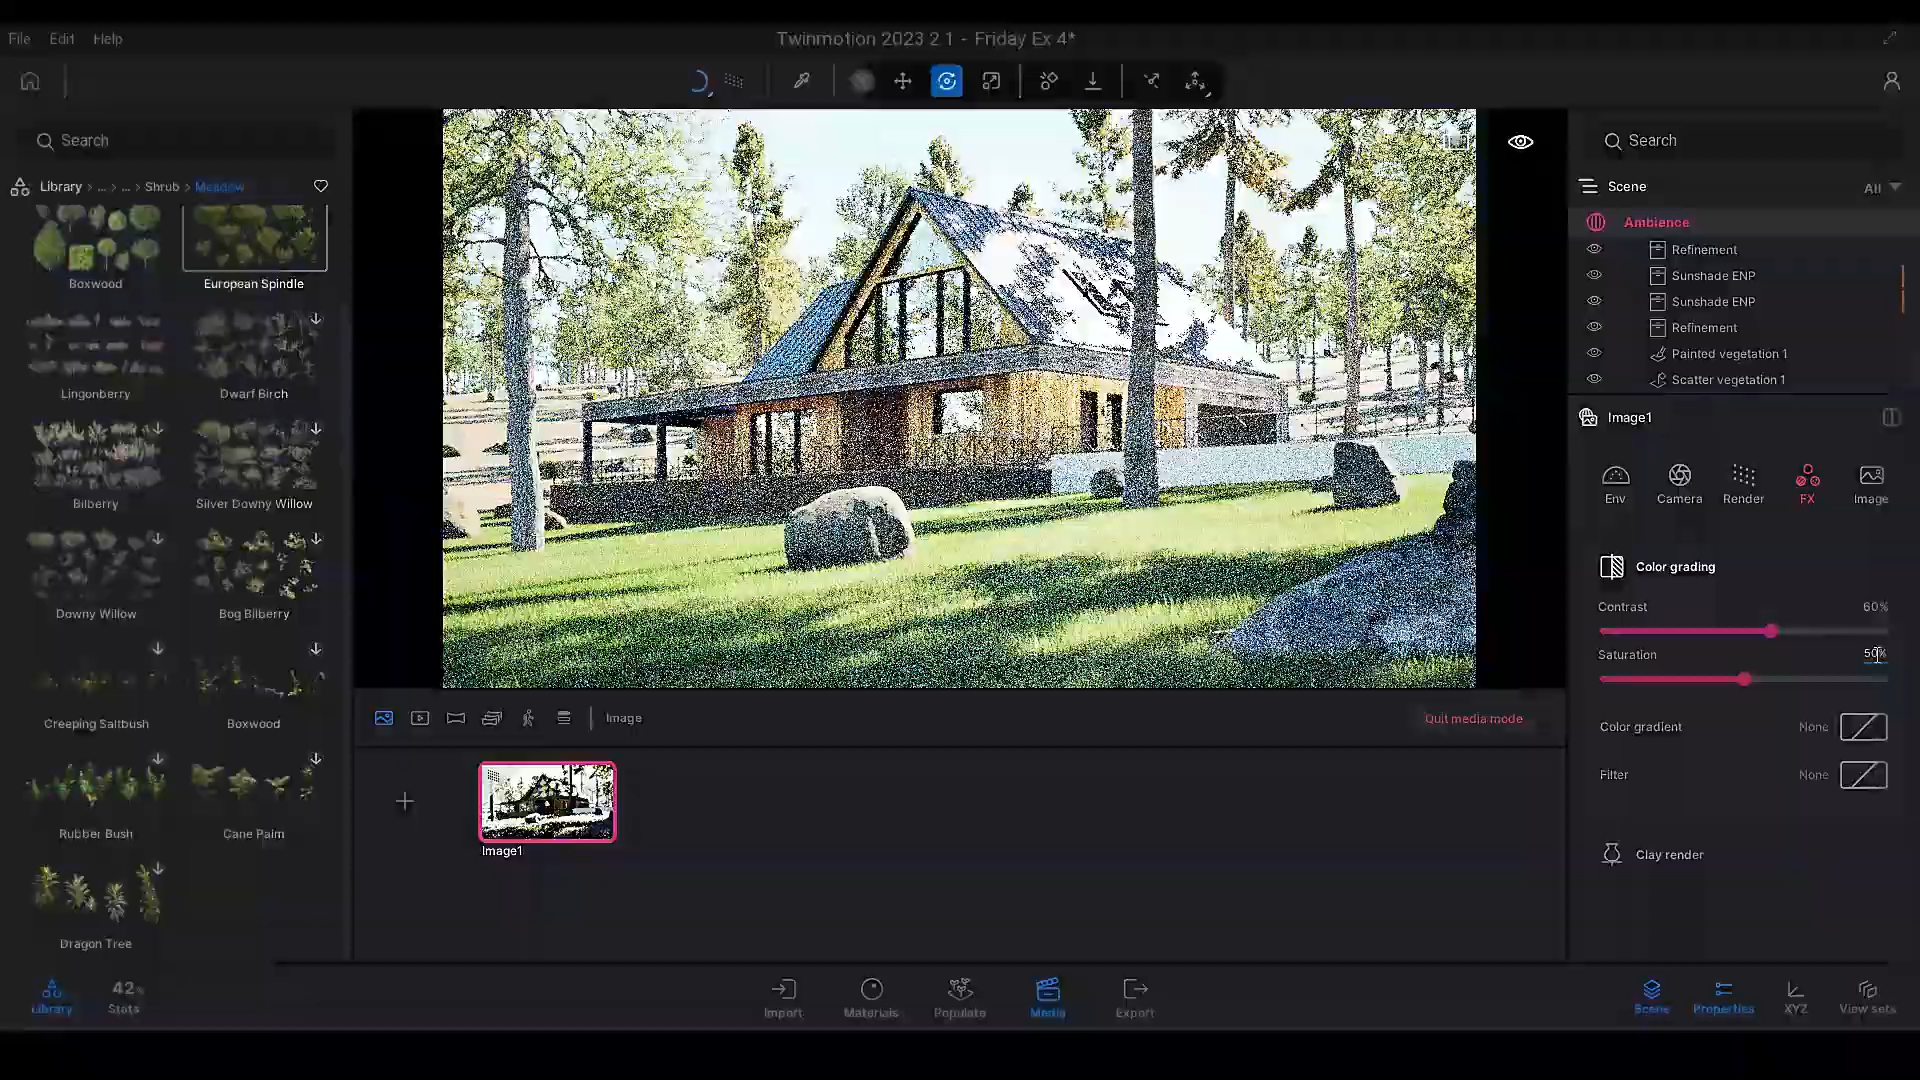 File Edit Help
Twinmotion 2023 2 1 - Friday Ex 4*
Search
Library > ... > ... > Shrub > Meadow
Boxwood
European Spindle
Lingonberry
Dwarf Birch
Bilberry
Silver Downy Willow
Downy Willow
Bog Bilberry
Creeping Saltbush
Boxwood
Rubber Bush
Cane Palm
Dragon Tree
Library
42%
Stats
Image
Quit media mode
Image1
Import
Materials
Populate
Media
Export
Search
Scene
All
Ambience
Refinement
Sunshade ENP
Sunshade ENP
Refinement
Painted vegetation 1
Scatter vegetation 1
Image1
Env
Camera
Render
FX
Image
Color grading
Contrast 60%
Saturation 50%
Color gradient None
Filter None
Clay render
Scene
Properties
XYZ
View sets